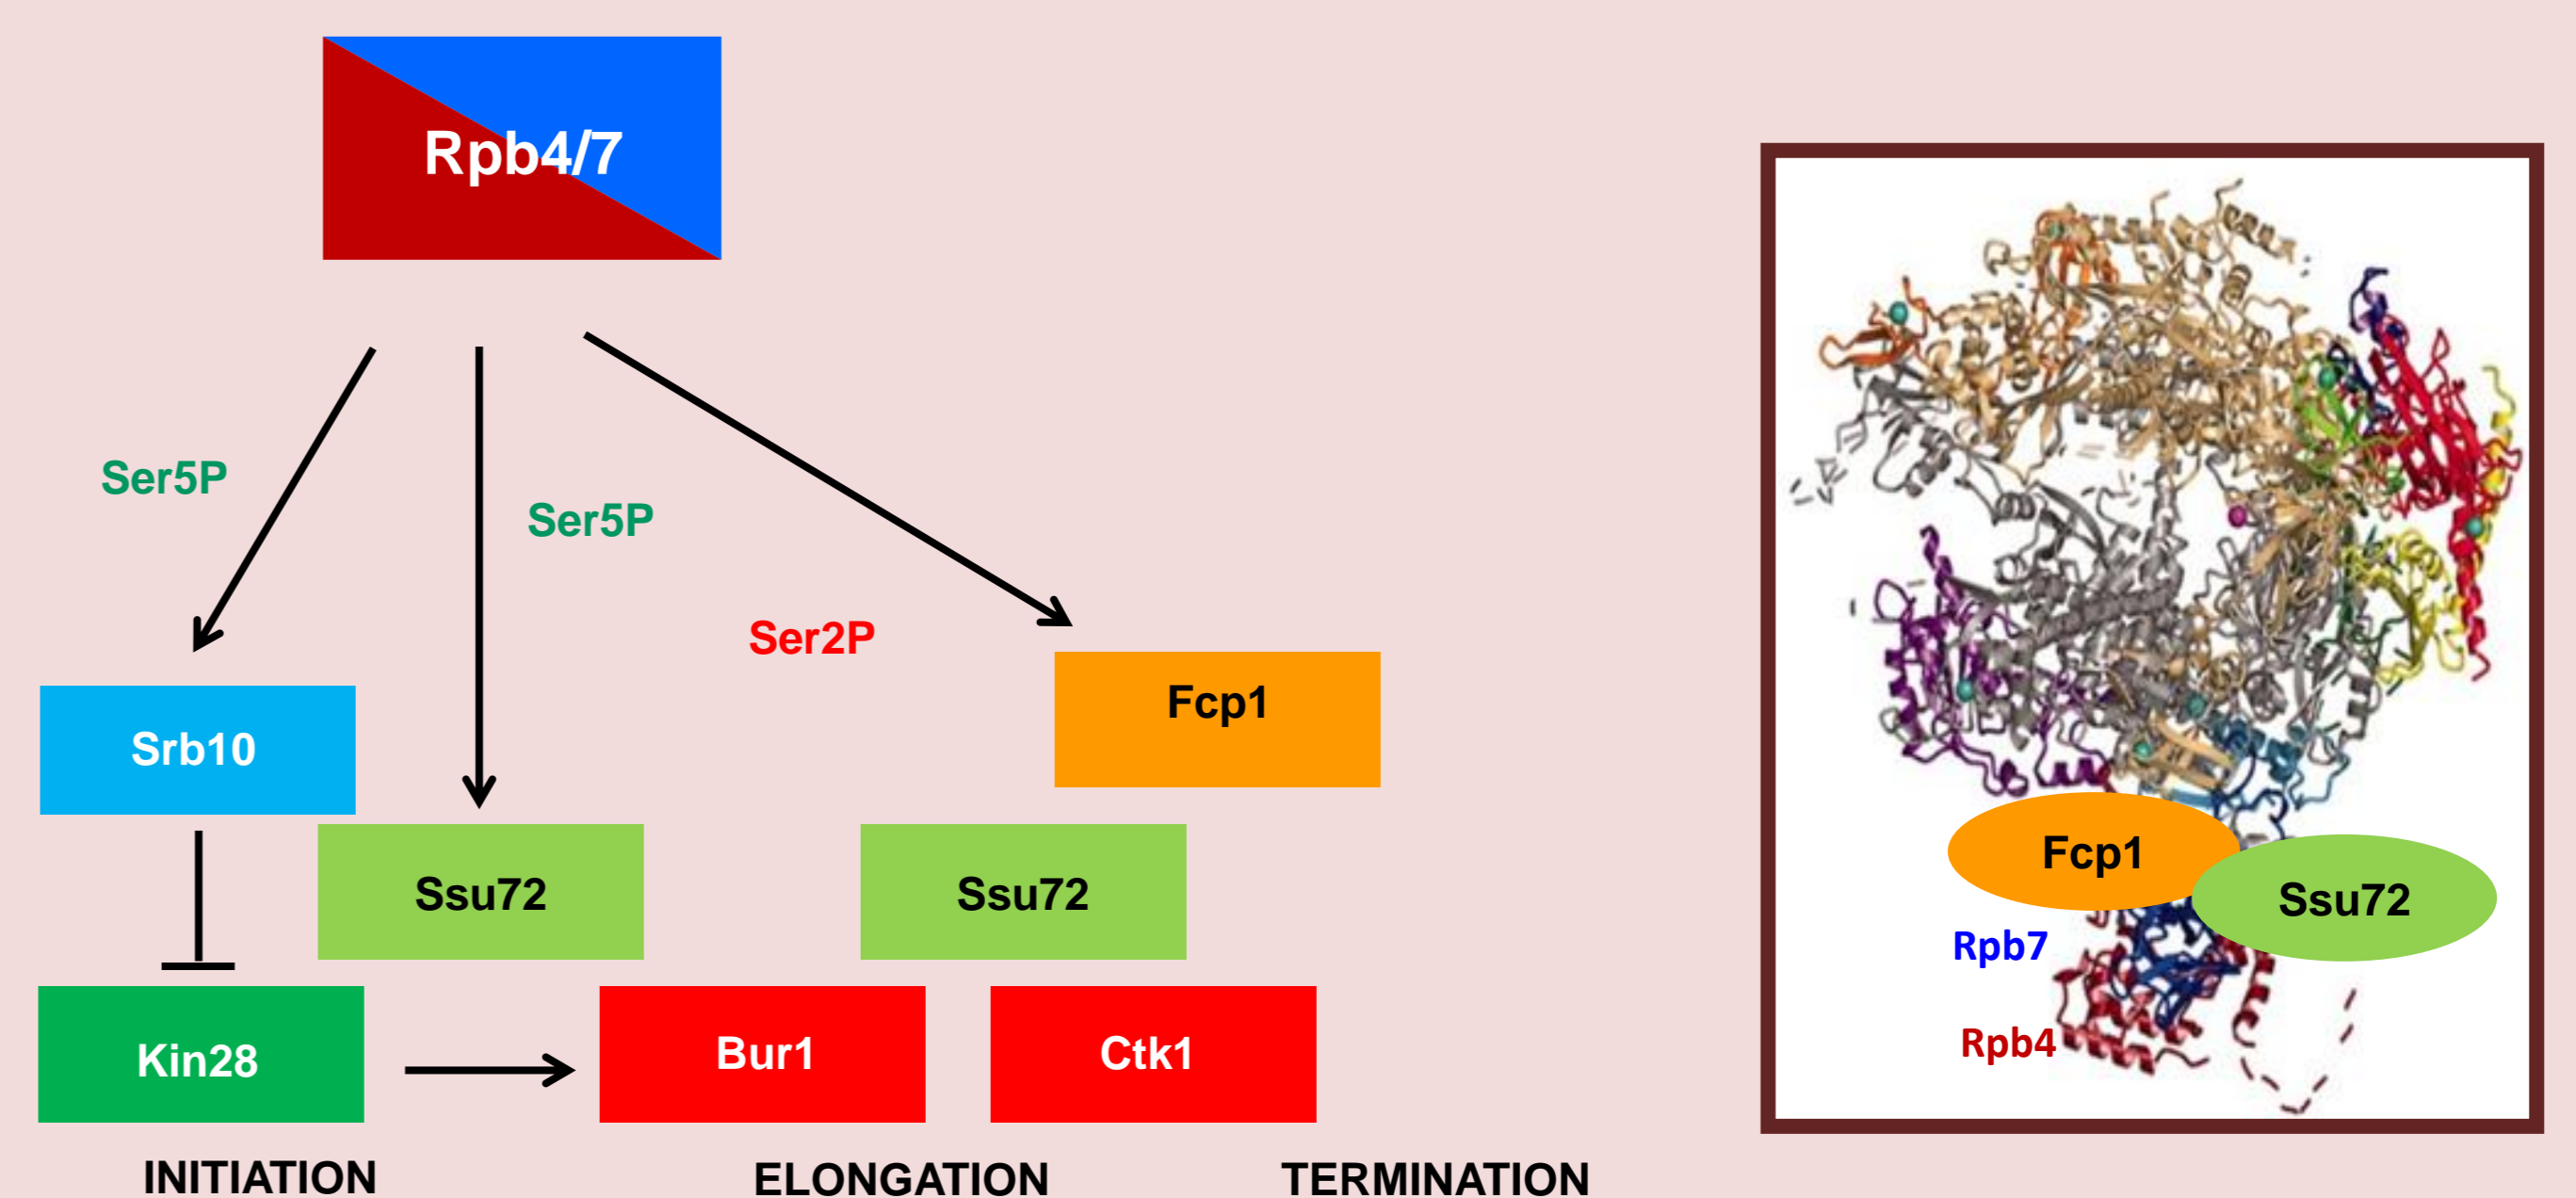 Rpb4/7
Ser5P
Ser5P
Ser2P
Srb10
Fcp1
Ssu72
Ssu72
Kin28
Bur1
Ctk1
INITIATION
ELONGATION
TERMINATION
Fcp1
Ssu72
Rpb7
Rpb4